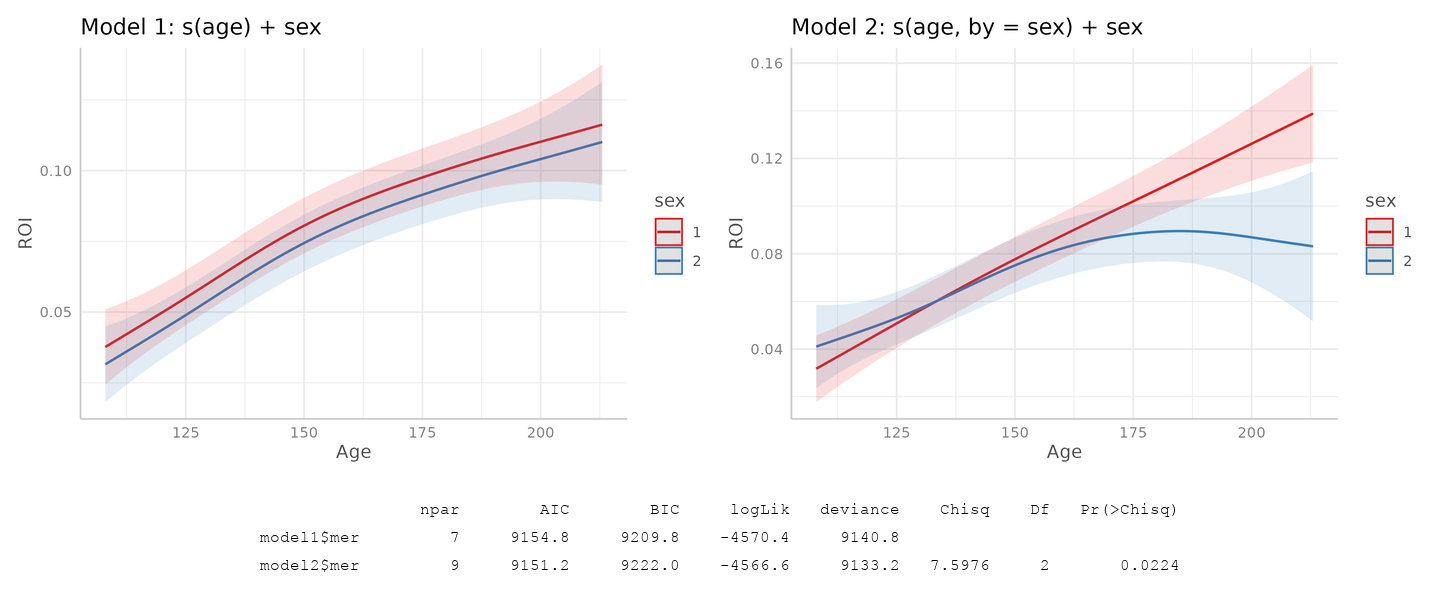 Model 1: s(age) + sex
0.10
0.05
ROI
125 150 175 200
Age
sex
1
2
Model 2: s(age, by = sex) + sex
0.16
0.12
0.08
0.04
ROI
125 150 175 200
Age
sex
1
2
npar AIC BIC logLik deviance Chisq Df Pr(>Chisq)
model1$mer 7 9154.8 9209.8 -4570.4 9140.8
model2$mer 9 9151.2 9222.0 -4566.6 9133.2 7.5976 2 0.0224